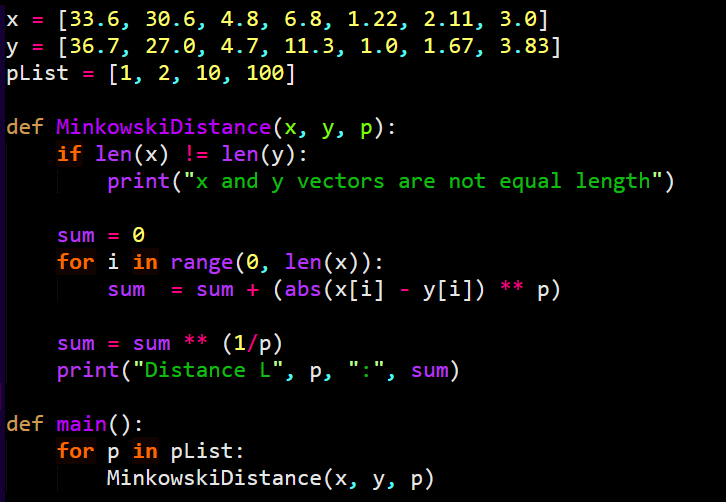 x = [33.6, 30.6, 4.8, 6.8, 1.22, 2.11, 3.0]
y = [36.7, 27.0, 4.7, 11.3, 1.0, 1.67, 3.83]
pList = [1, 2, 10, 100]

def MinkowskiDistance(x, y, p):
    if len(x) != len(y):
        print("x and y vectors are not equal length")

    sum = 0
    for i in range(0, len(x)):
        sum  = sum + (abs(x[i] - y[i]) ** p)

    sum = sum ** (1/p)
    print("Distance L", p, ":", sum)

def main():
    for p in pList:
        MinkowskiDistance(x, y, p)